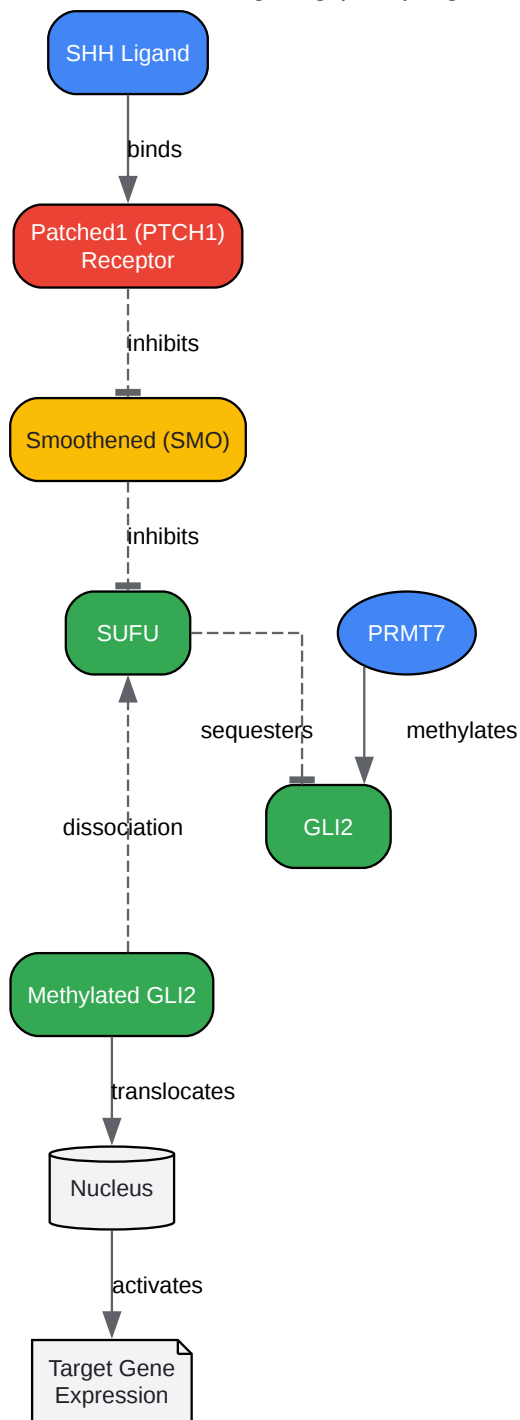 SHH Ligand
binds
Patched1 (PTCH1)
Receptor
inhibits
Smoothened (SMO)
inhibits
SUFU
PRMT7
sequesters
methylates
GLI2
dissociation
Methylated GLI2
translocates
Nucleus
activates
Target Gene
Expression